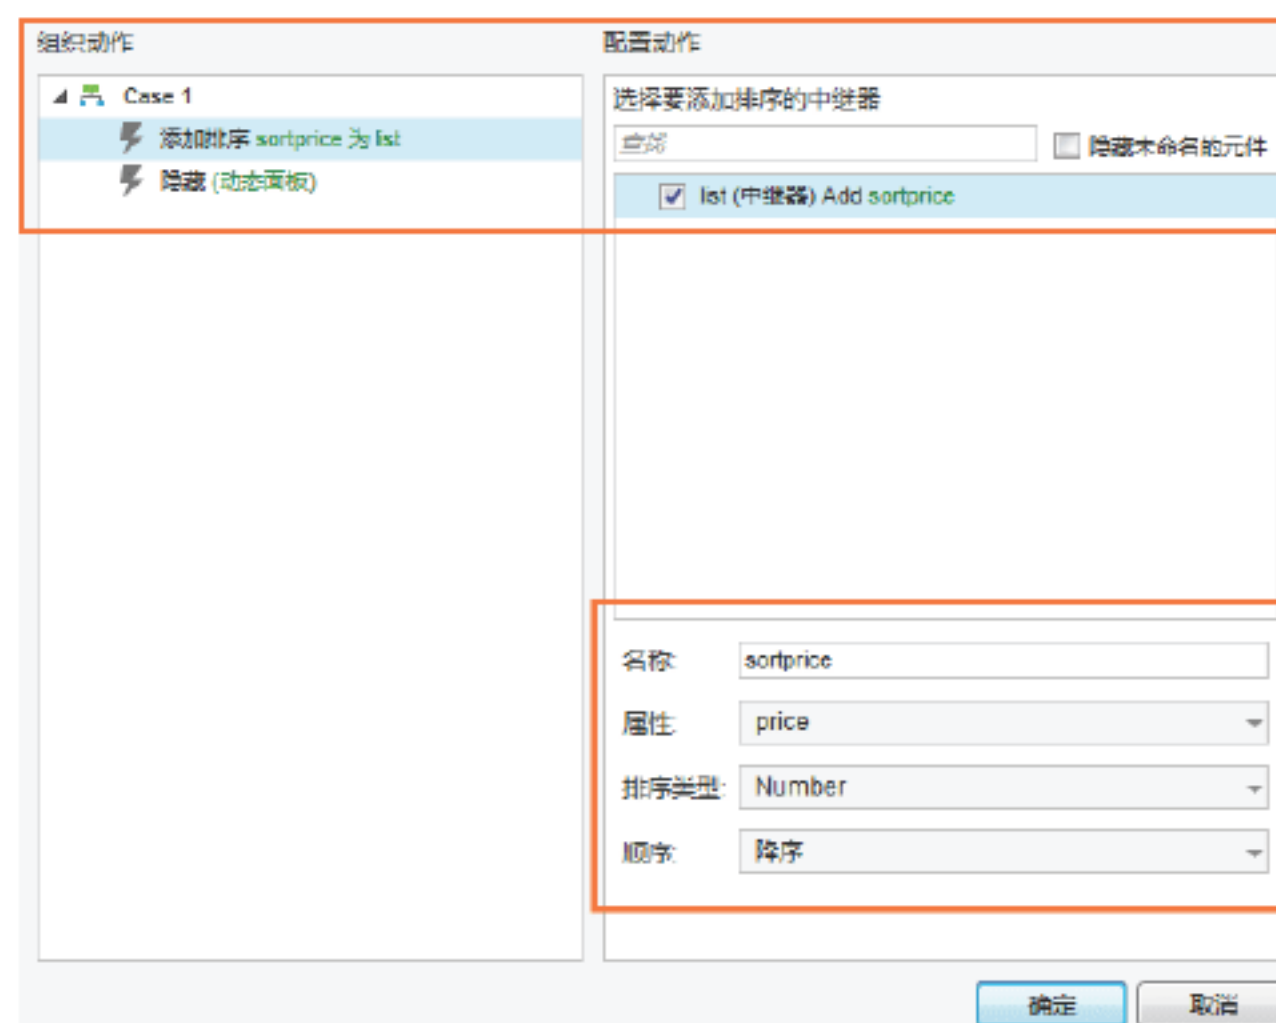 组织动作
Case 1
添加排序 sortprice 为 list
隐藏 (动态面板)
配置动作
选择要添加排序的中继器
查找
隐藏未命名的元件
list (中继器) Add sortprice
名称:
sortprice
属性:
price
排序类型:
Number
顺序:
降序
确定
取消